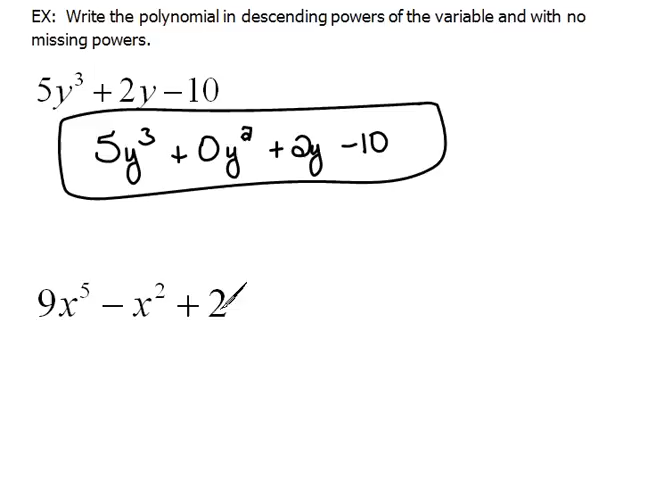 EX: Write the polynomial in descending powers of the variable and with no
missing powers.
5y³ + 2y − 10
5y³ + 0y² + 2y − 10
9x⁵ − x² + 2